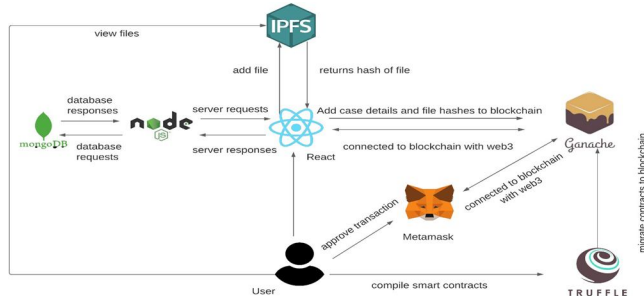 IPFS
view files
add file
returns hash of file
database
responses
server requests
Add case details and file hashes to blockchain
node
JS
mongoDB
database
requests
server responses
React
connected to blockchain with web3
Ganache
approve transaction
connected to blockchain
with web3
migrate contracts to blockchain
Metamask
User
compile smart contracts
TRUFFLE